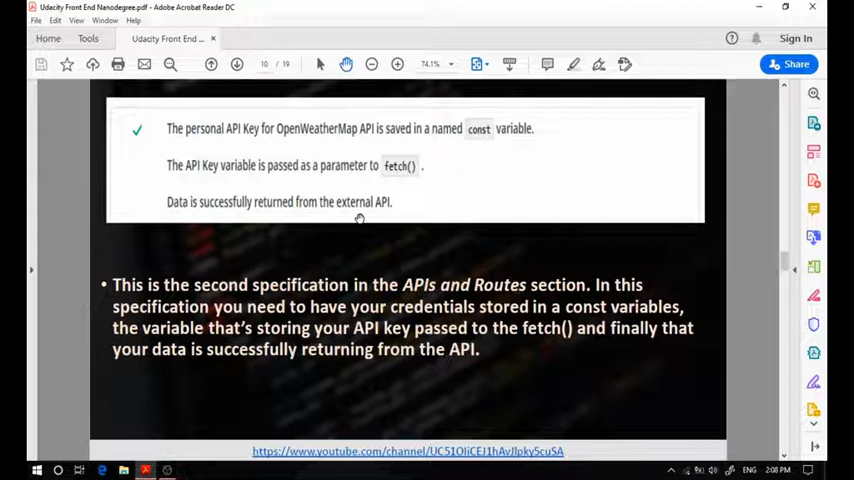 Udacity Front End Nanodegree.pdf - Adobe Acrobat Reader DC
File Edit View Window Help
Home Tools Udacity Front End ... × Sign In
10 / 19 74.1% Share
The personal API Key for OpenWeatherMap API is saved in a named const variable.
The API Key variable is passed as a parameter to fetch() .
Data is successfully returned from the external API.
• This is the second specification in the APIs and Routes section. In this
specification you need to have your credentials stored in a const variables,
the variable that's storing your API key passed to the fetch() and finally that
your data is successfully returning from the API.
https://www.youtube.com/channel/UC51OliCEJ1hAvJlpky5cuSA
ENG 2:08 PM